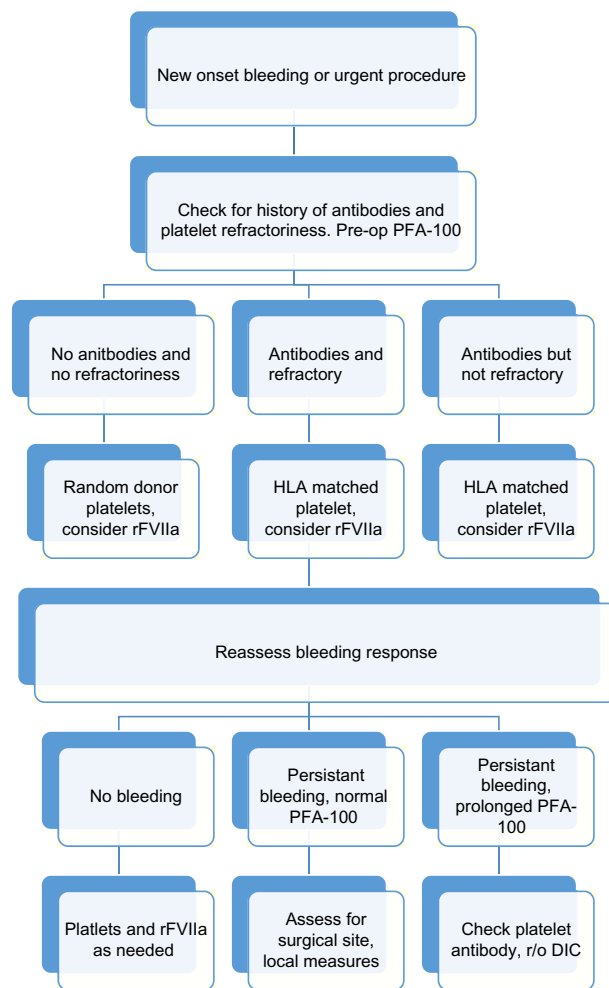 New onset bleeding or urgent procedure
Check for history of antibodies and
platelet refractoriness. Pre-op PFA-100
No anitbodies and
no refractoriness
Antibodies and
refractory
Antibodies but
not refractory
Random donor
platelets,
consider rFVIIa
HLA matched
platelet,
consider rFVIIa
HLA matched
platelet,
consider rFVIIa
Reassess bleeding response
No bleeding
Persistant
bleeding, normal
PFA-100
Persistant
bleeding,
prolonged PFA-
100
Platlets and rFVIIa
as needed
Assess for
surgical site,
local measures
Check platelet
antibody, r/o DIC